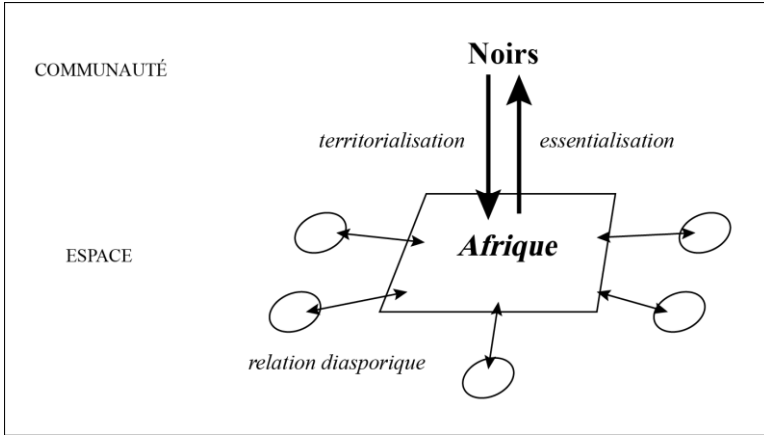 Noirs
COMMUNAUTÉ
territorialisation
essentialisation
Afrique
ESPACE
relation diasporique